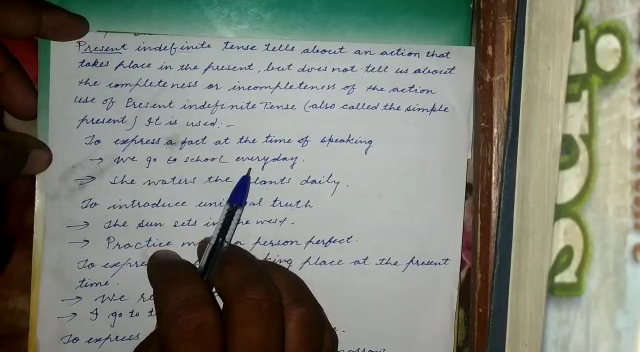 Present indefinite tense tells about an action that
takes place in the present, but does not tell us about
the completeness or incompleteness of the action
use of Present indefinite Tense (also called the simple
present) It is used:-
To express a fact at the time of speaking
→ We go to school everyday.
→ She waters the plants daily.
To introduce
truth
→ The sun sets in the west.
→ Practice
a person perfect.
To
place at the present
time.
→ We
→ I go to
To express